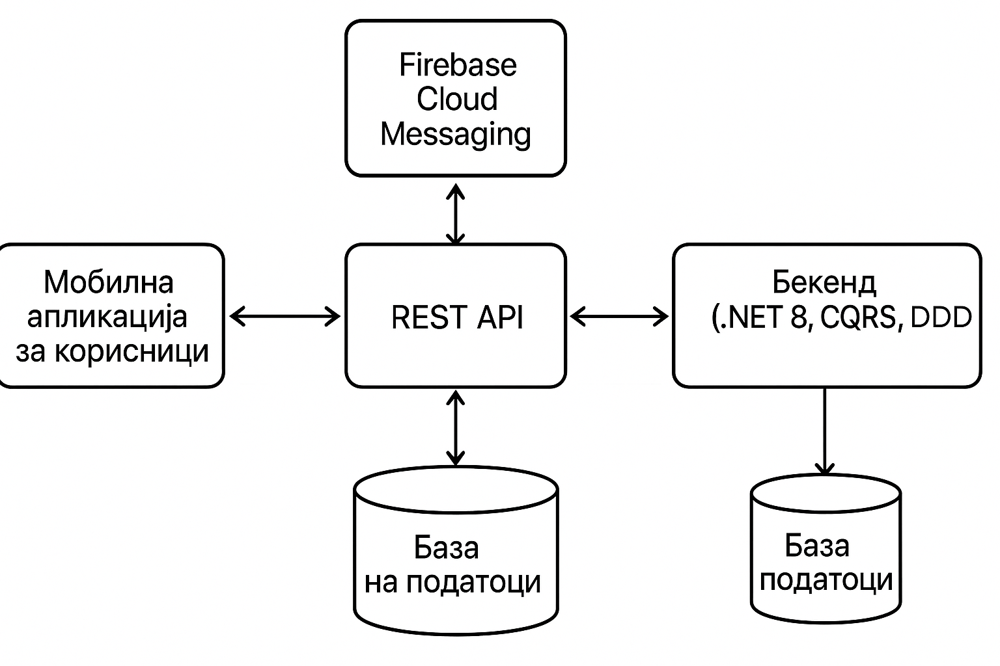 Firebase
Cloud
Messaging
Мобилна
апликација
за корисници
REST API
Бекенд
(.NET 8, CQRS, DDD
База
на податоци
База
податоци